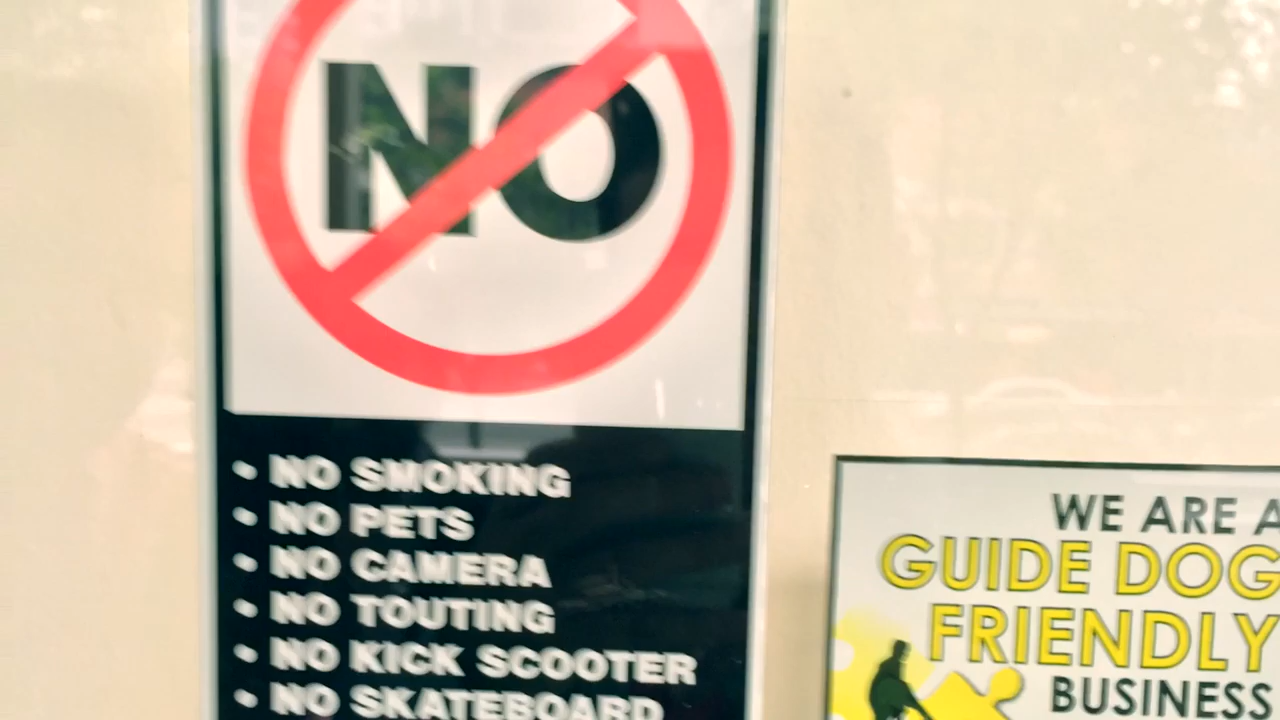 NO
• NO SMOKING
• NO PETS
• NO CAMERA
• NO TOUTING
• NO KICK SCOOTER
• NO SKATEBOARD
WE ARE A
GUIDE DOG
FRIENDLY
BUSINESS